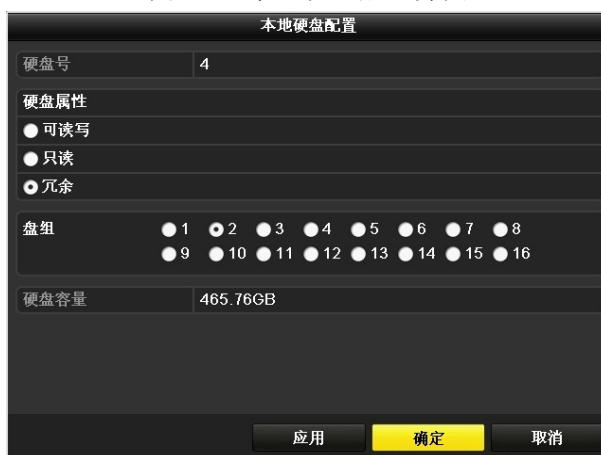 本地硬盘配置
硬盘号 4
硬盘属性
可读写
只读
冗余
盘组 1 2 3 4 5 6 7 8
9 10 11 12 13 14 15 16
硬盘容量 465.76GB
应用 确定 取消